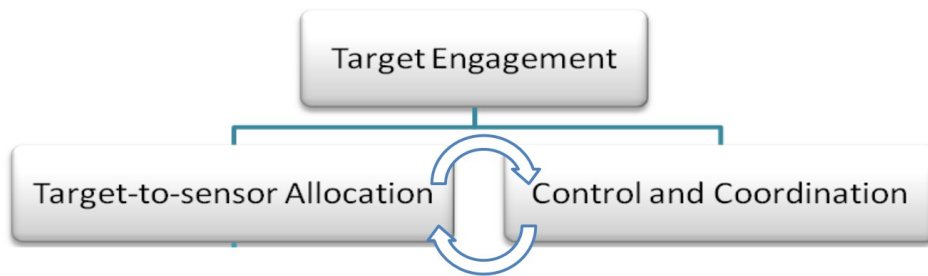 Target Engagement
Target-to-sensor Allocation
Control and Coordination